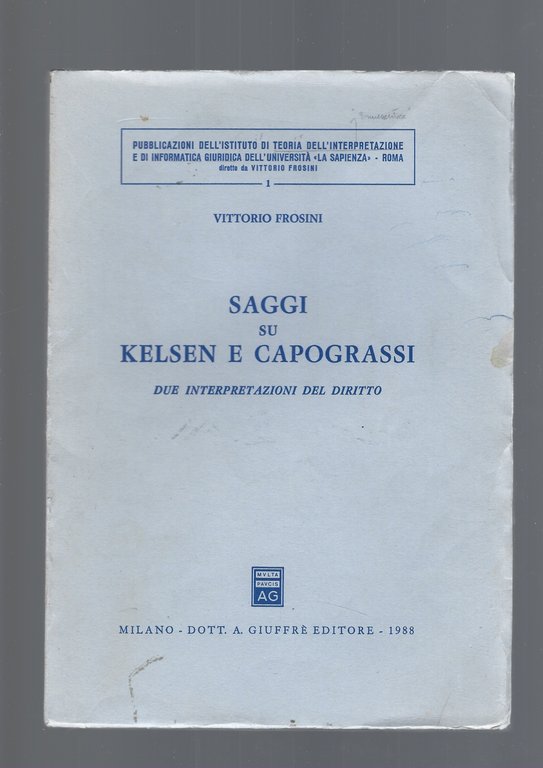 PUBBLICAZIONI DELL'ISTITUTO DI TEORIA DELL'INTERPRETAZIONE
E DI INFORMATICA GIURIDICA DELL'UNIVERSITÀ «LA SAPIENZA» - ROMA
diretto da VITTORIO FROSINI
1
VITTORIO FROSINI
SAGGI
SU
KELSEN E CAPOGRASSI
DUE INTERPRETAZIONI DEL DIRITTO
MVLTA
PAVCIS
AG
MILANO - DOTT. A. GIUFFRÈ EDITORE - 1988